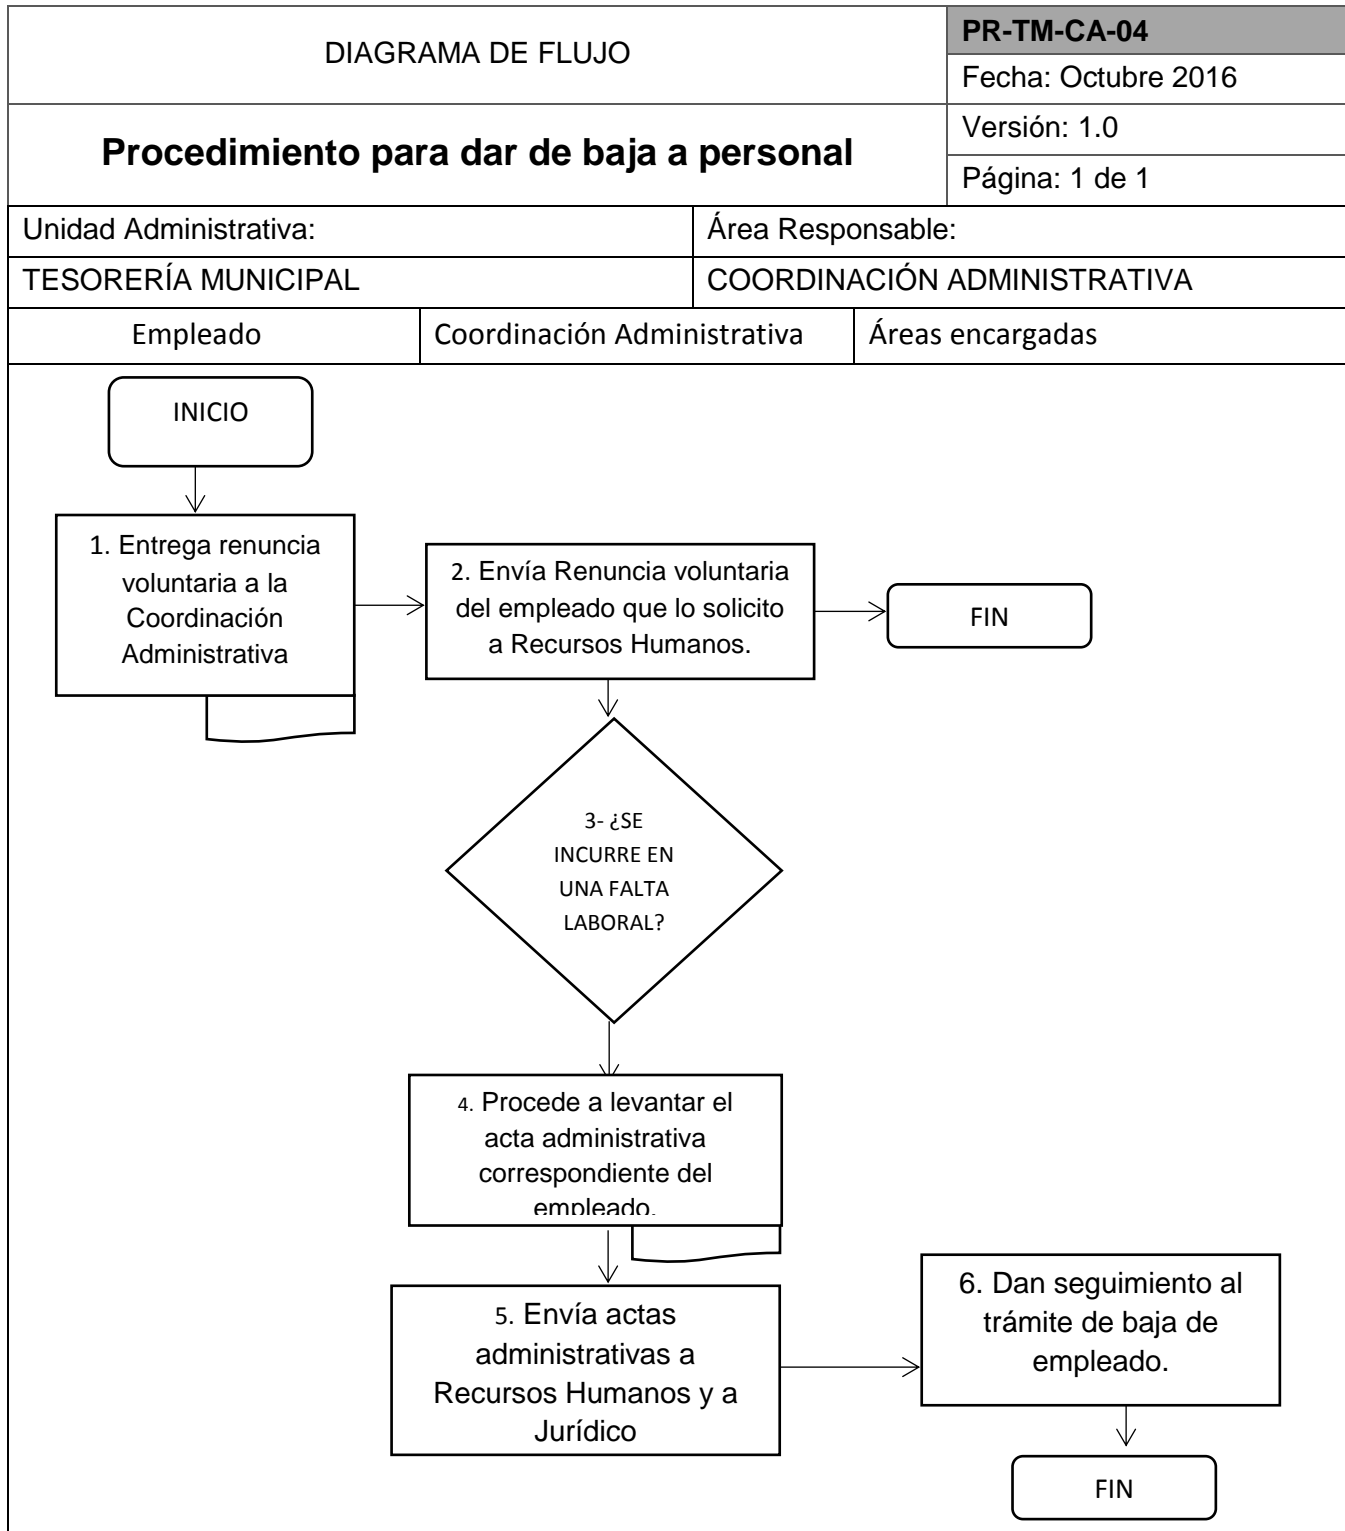 DIAGRAMA DE FLUJO
PR-TM-CA-04
Fecha: Octubre 2016
Procedimiento para dar de baja a personal
Versión: 1.0
Página: 1 de 1
Unidad Administrativa:
Área Responsable:
TESORERÍA MUNICIPAL
COORDINACIÓN ADMINISTRATIVA
Empleado
Coordinación Administrativa
Áreas encargadas
INICIO
1. Entrega renuncia
voluntaria a la
Coordinación
Administrativa
2. Envía Renuncia voluntaria
del empleado que lo solicito
a Recursos Humanos.
FIN
3- ¿SE
INCURRE EN
UNA FALTA
LABORAL?
4. Procede a levantar el
acta administrativa
correspondiente del
empleado.
5. Envía actas
administrativas a
Recursos Humanos y a
Jurídico
6. Dan seguimiento al
trámite de baja de
empleado.
FIN